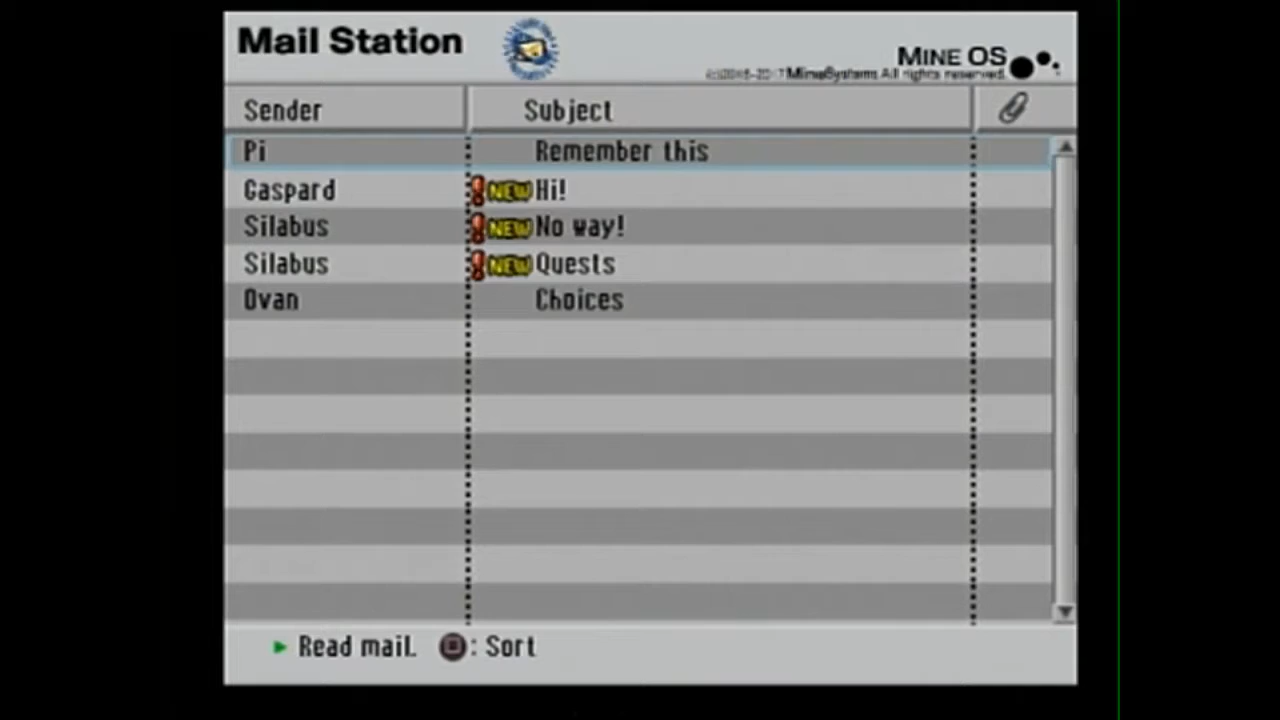 Mail Station
MINE OS
MimeSystems All rights reserved.
Sender Subject
Pi Remember this
Gaspard NEW Hi!
Silabus NEW No way!
Silabus NEW Quests
Ovan Choices
Read mail. : Sort